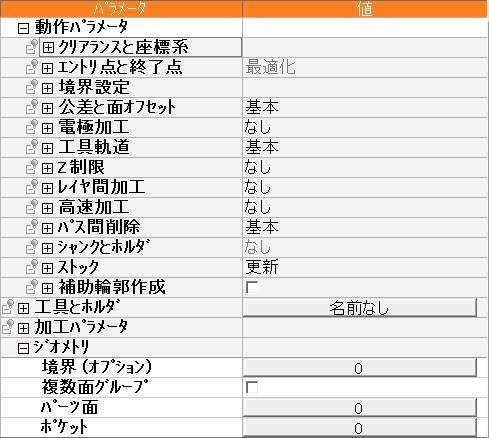 ﾊﾟﾗﾒｰﾀ 値
動作ﾊﾟﾗﾒｰﾀ
ｸﾘｱﾗﾝｽと座標系
ｴﾝﾄﾘ点と終了点 最適化
境界設定
公差と面ｵﾌｾｯﾄ 基本
電極加工 なし
工具軌道 基本
Z制限 なし
ﾚｲﾔ間加工 なし
高速加工 なし
ﾊﾟｽ間削除 基本
ｼｬﾝｸとﾎﾙﾀﾞ なし
ｽﾄｯｸ 更新
補助輪郭作成
工具とﾎﾙﾀﾞ 名前なし
加工ﾊﾟﾗﾒｰﾀ
ｼﾞｵﾒﾄﾘ
境界 (ｵﾌﾟｼｮﾝ) 0
複数面ｸﾞﾙｰﾌﾟ
ﾊﾟｰﾂ面 0
ﾎﾟｹｯﾄ 0